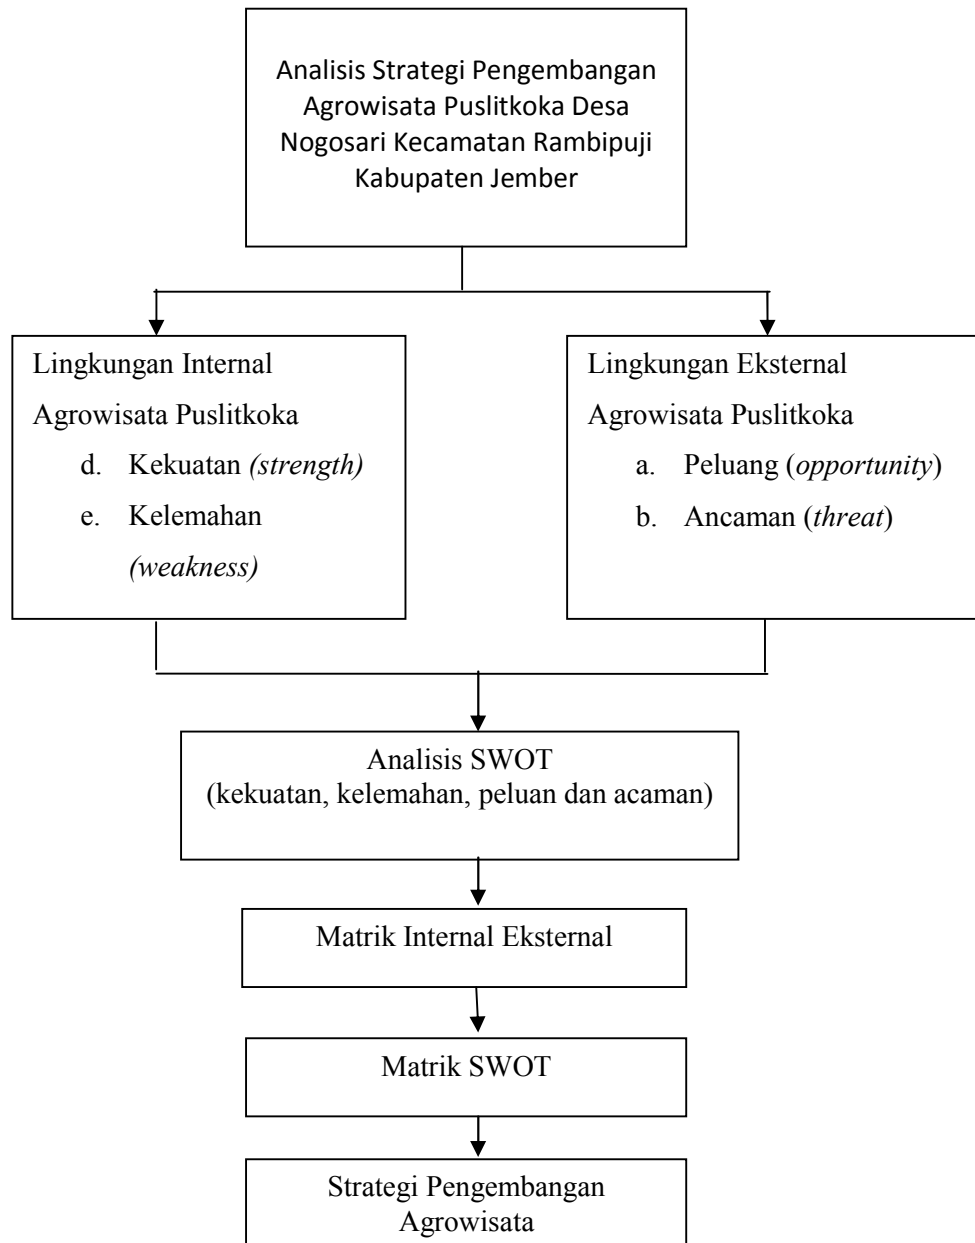 Analisis Strategi Pengembangan
Agrowisata Puslitkoka Desa
Nogosari Kecamatan Rambipuji
Kabupaten Jember
Lingkungan Internal
Agrowisata Puslitkoka
d. Kekuatan (strength)
e. Kelemahan
(weakness)
Lingkungan Eksternal
Agrowisata Puslitkoka
a. Peluang (opportunity)
b. Ancaman (threat)
Analisis SWOT
(kekuatan, kelemahan, peluan dan acaman)
Matrik Internal Eksternal
Matrik SWOT
Strategi Pengembangan
Agrowisata